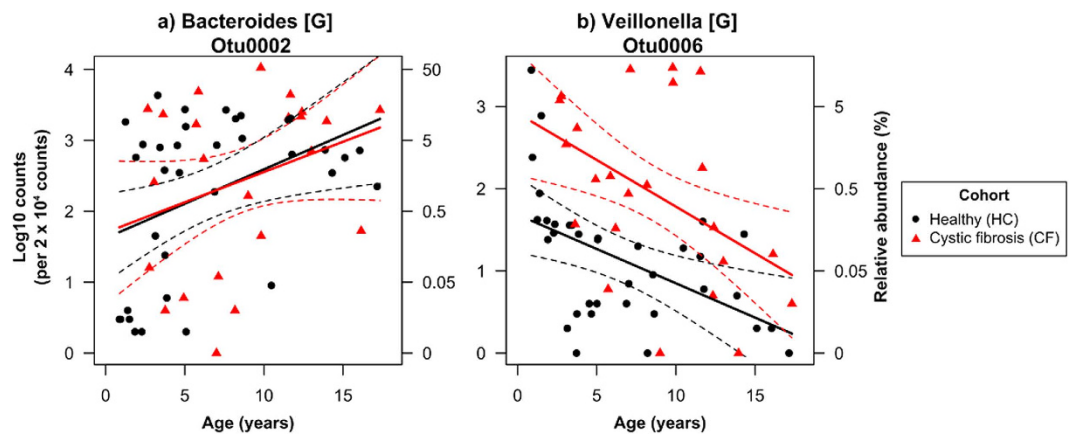 a) Bacteroides [G]
Otu0002
Log10 counts
(per 2 x 10⁴ counts)
4
3
2
1
0
50
5
0.5
0.05
0
0
5
10
15
Age (years)
b) Veillonella [G]
Otu0006
3
2
1
0
5
0.5
0.05
0
Relative abundance (%)
0
5
10
15
Age (years)
Cohort
Healthy (HC)
Cystic fibrosis (CF)